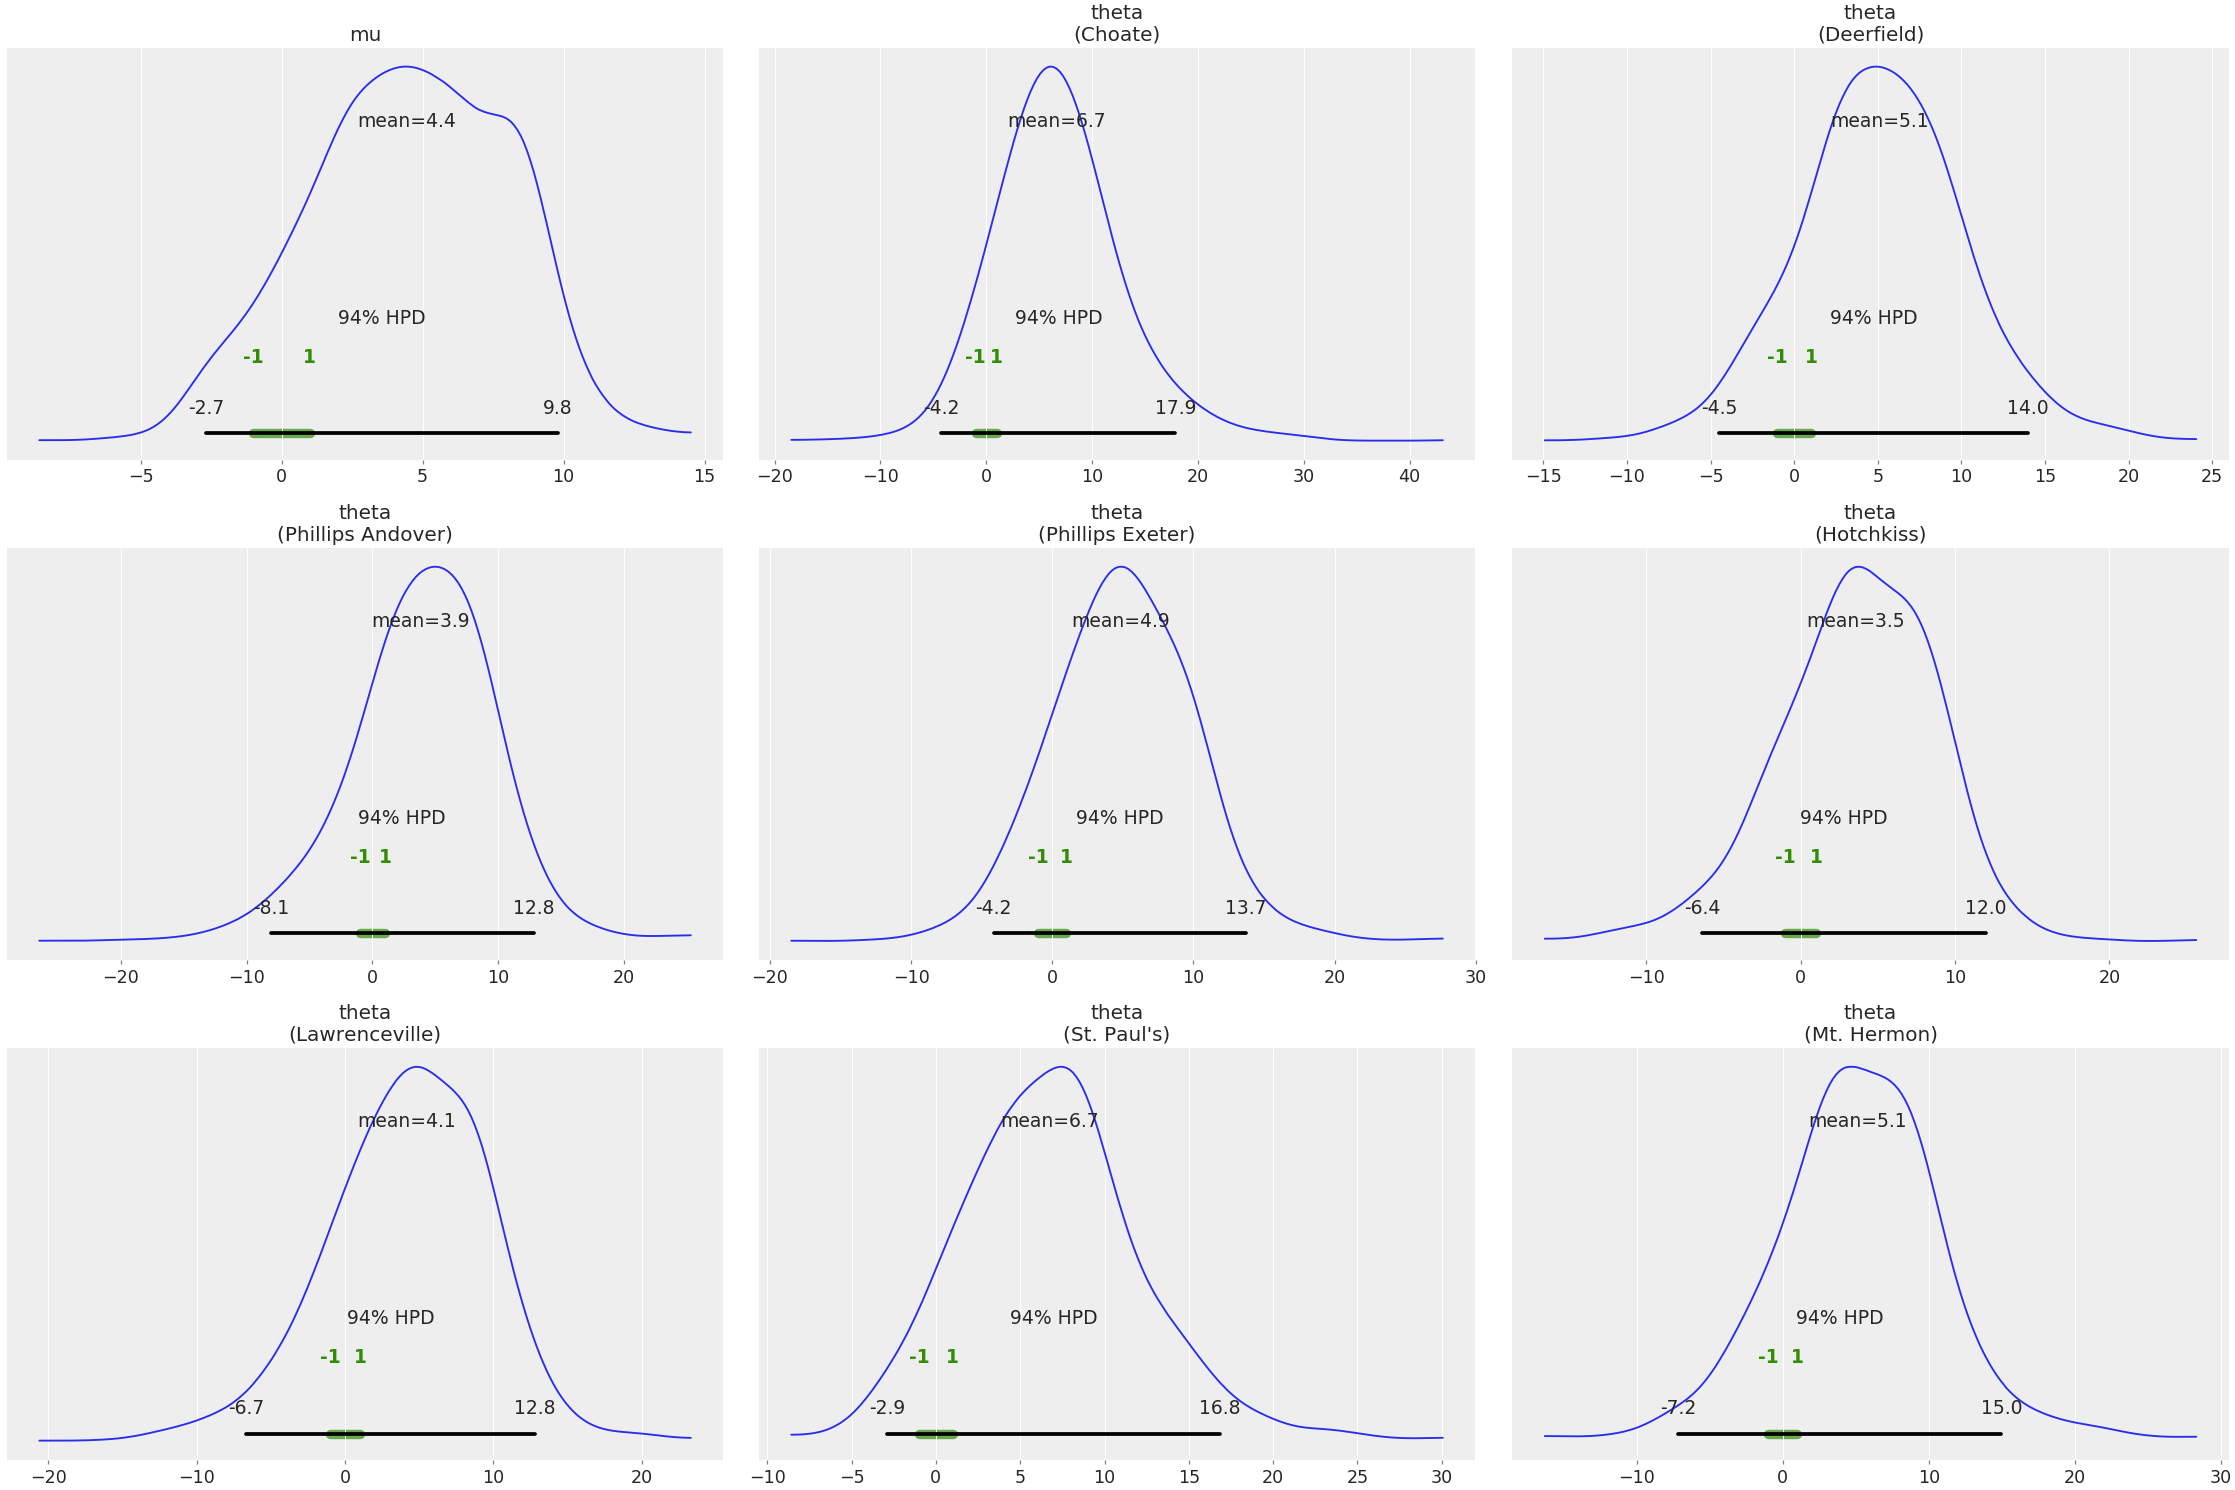 mu
mean=4.4
94% HPD
-1 1
-2.7 9.8
−5 0 5 10 15
theta
(Choate)
mean=6.7
94% HPD
-1 1
-4.2 17.9
−20 −10 0 10 20 30 40
theta
(Deerfield)
mean=5.1
94% HPD
-1 1
-4.5 14.0
−15 −10 −5 0 5 10 15 20 25
theta
(Phillips Andover)
mean=3.9
94% HPD
-1 1
-8.1 12.8
−20 −10 0 10 20
theta
(Phillips Exeter)
mean=4.9
94% HPD
-1 1
-4.2 13.7
−20 −10 0 10 20 30
theta
(Hotchkiss)
mean=3.5
94% HPD
-1 1
-6.4 12.0
−10 0 10 20
theta
(Lawrenceville)
mean=4.1
94% HPD
-1 1
-6.7 12.8
−20 −10 0 10 20
theta
(St. Paul's)
mean=6.7
94% HPD
-1 1
-2.9 16.8
−10 −5 0 5 10 15 20 25 30
theta
(Mt. Hermon)
mean=5.1
94% HPD
-1 1
-7.2 15.0
−10 0 10 20 30